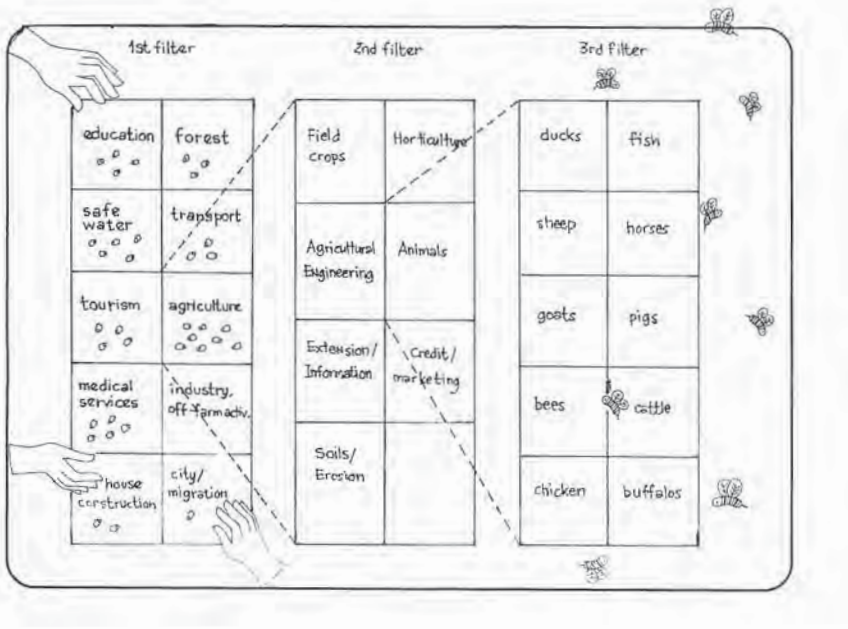 1st filter
2nd filter
3rd filter
education
forest
safe
water
transport
tourism
agriculture
medical
services
industry,
off-farm activ.
house
construction
city/
migration
Field
crops
Horticulture
Agricultural
Engineering
Animals
Extension/
Information
Credit/
marketing
Soils/
Erosion
ducks
fish
sheep
horses
goats
pigs
bees
cattle
chicken
buffalos